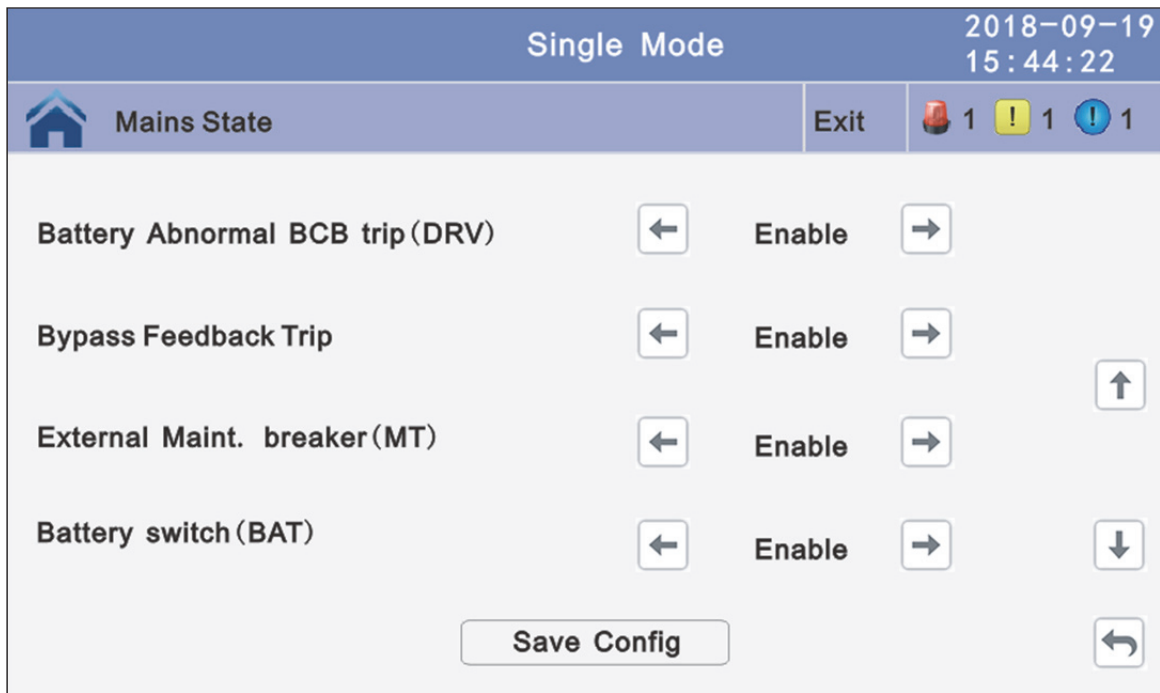 Single Mode
2018-09-19
15:44:22
Mains State
Exit
1 ! 1 ! 1
Battery Abnormal BCB trip(DRV)
Enable
Bypass Feedback Trip
Enable
External Maint. breaker(MT)
Enable
Battery switch(BAT)
Enable
Save Config